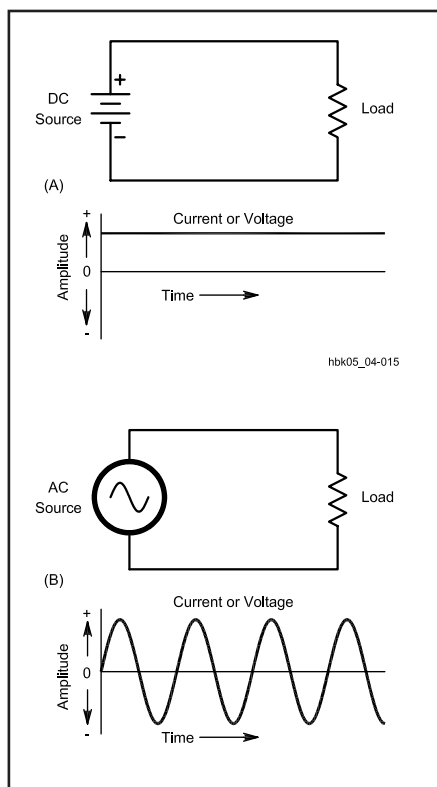 +
DC
Source
Load
–
(A)
Current or Voltage
+
Amplitude
0
Time
-
hbk05_04-015
AC
Source
Load
(B)
Current or Voltage
+
Amplitude
0
Time
-